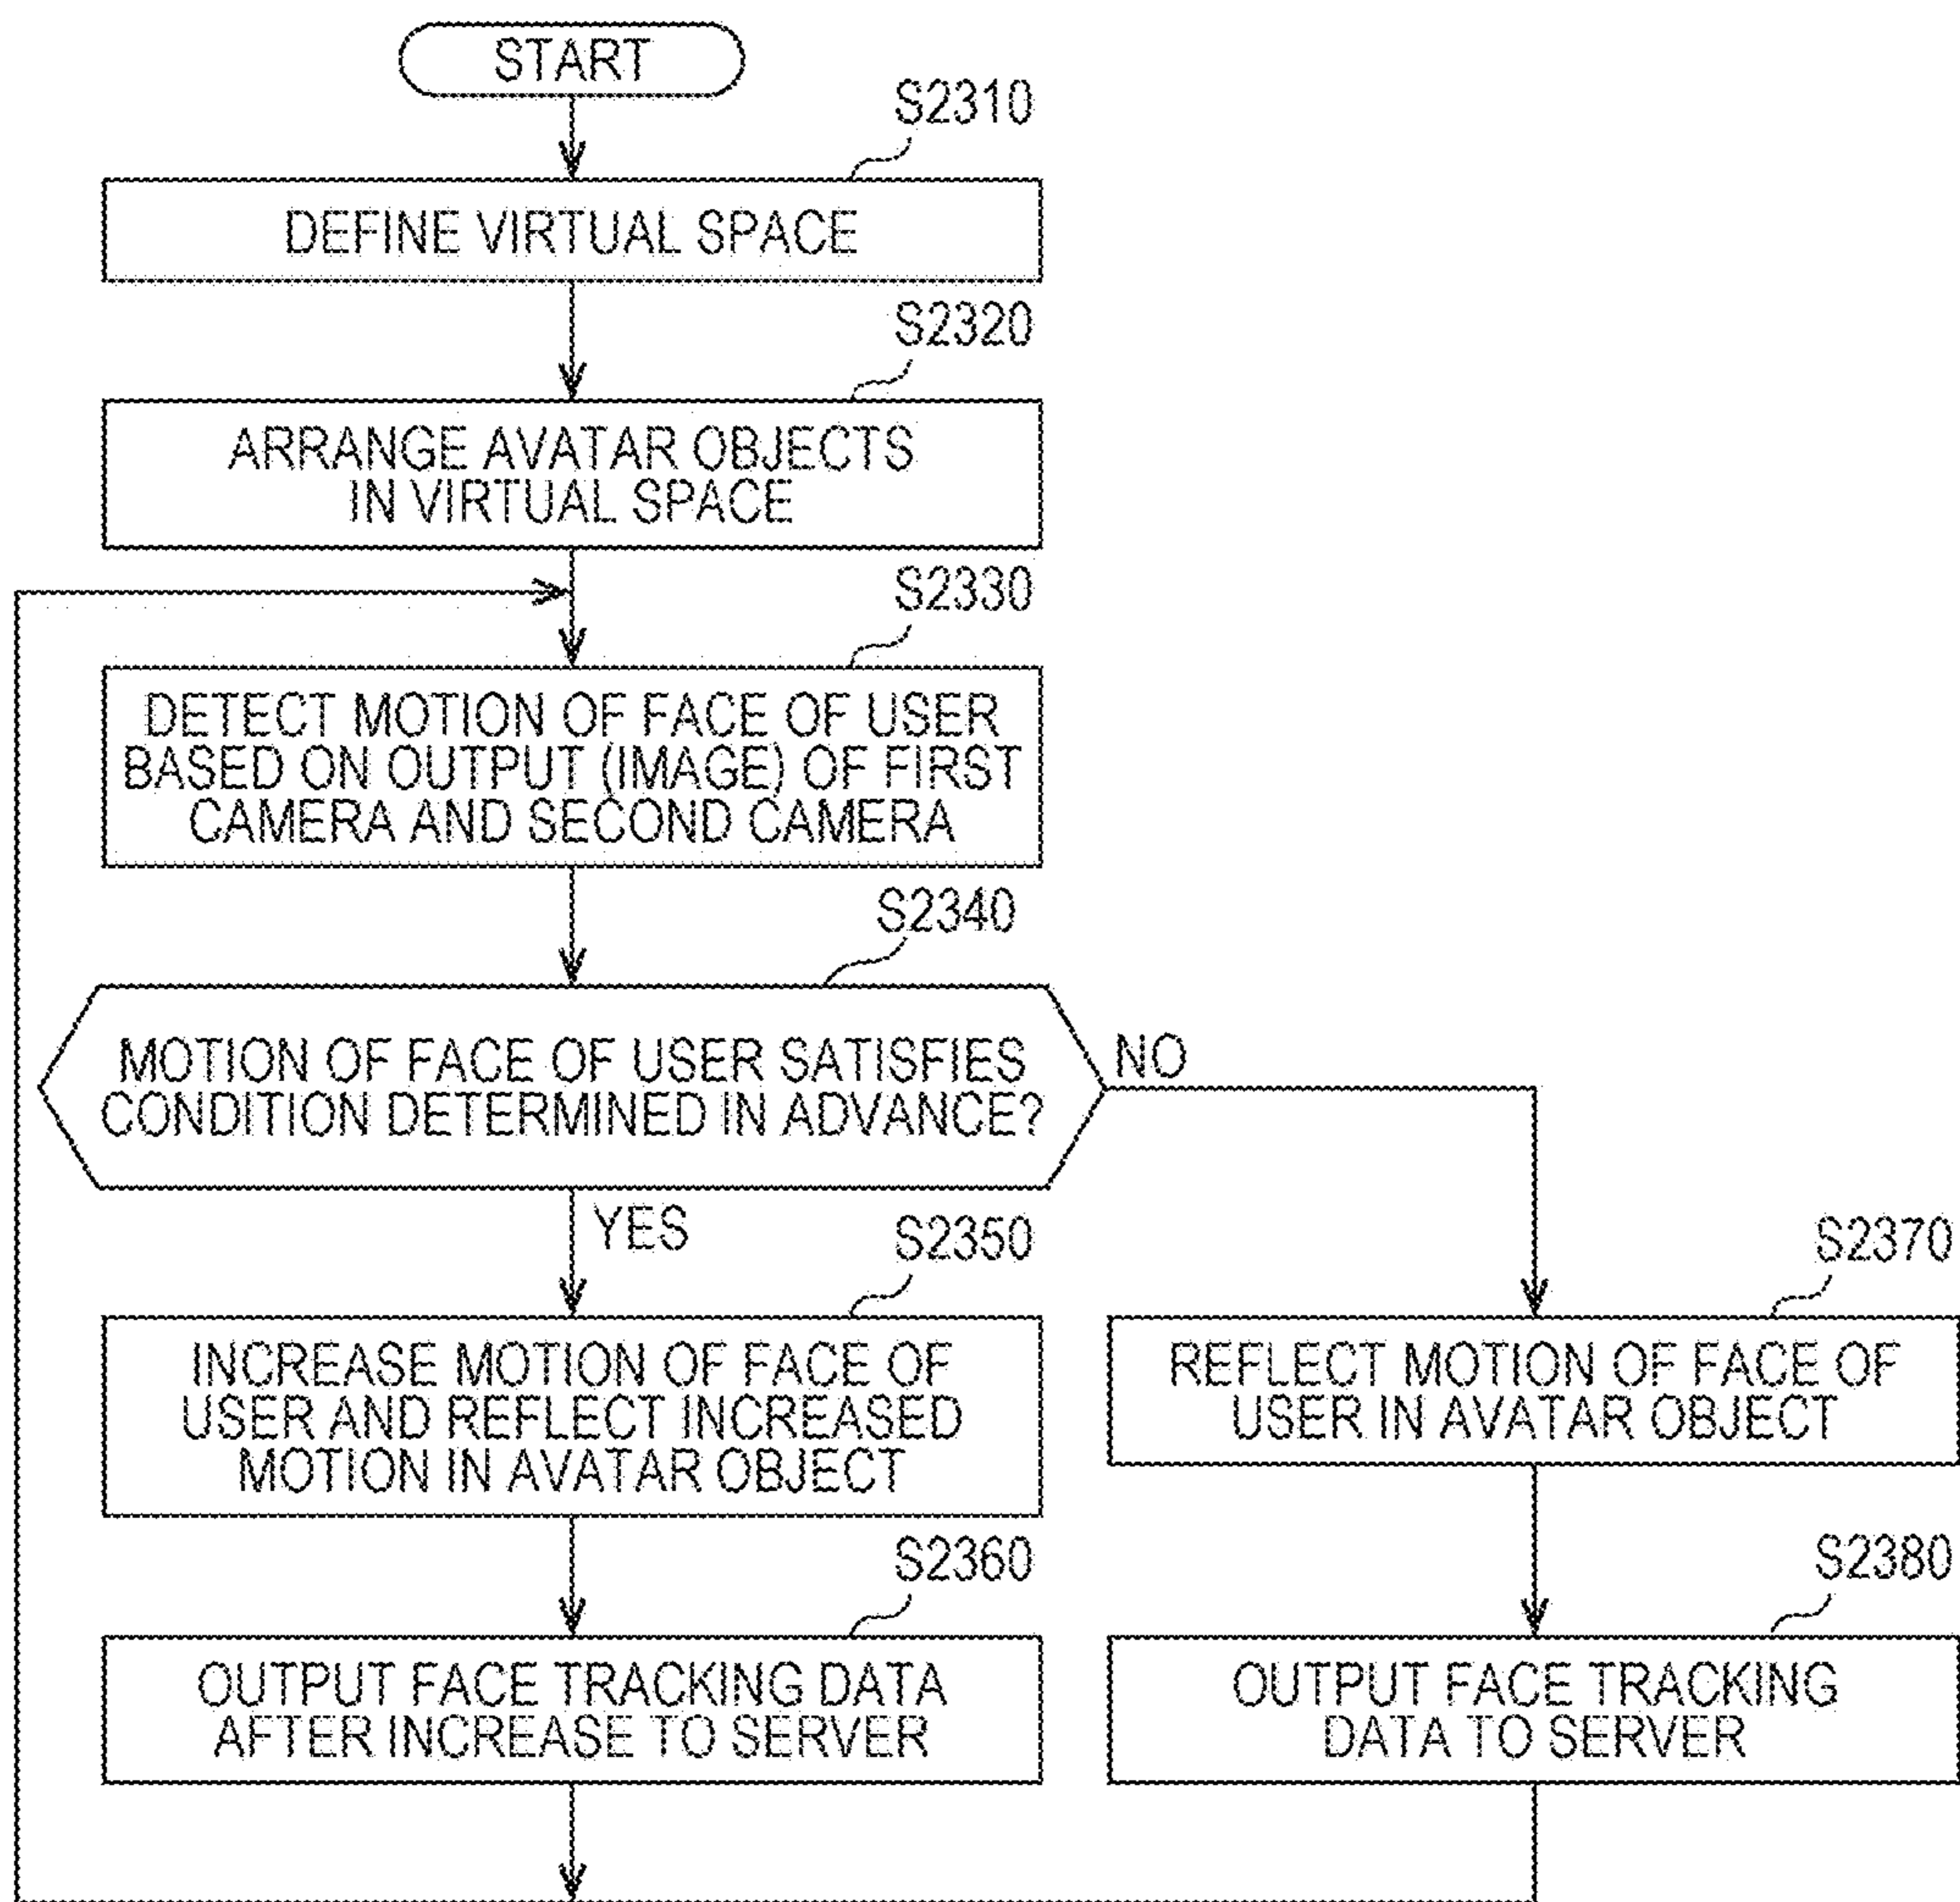 START
S2310
DEFINE VIRTUAL SPACE
S2320
ARRANGE AVATAR OBJECTS
IN VIRTUAL SPACE
S2330
DETECT MOTION OF FACE OF USER
BASED ON OUTPUT (IMAGE) OF FIRST
CAMERA AND SECOND CAMERA
S2340
MOTION OF FACE OF USER SATISFIES
CONDITION DETERMINED IN ADVANCE?
NO
YES
S2350
INCREASE MOTION OF FACE OF
USER AND REFLECT INCREASED
MOTION IN AVATAR OBJECT
S2360
OUTPUT FACE TRACKING DATA
AFTER INCREASE TO SERVER
S2370
REFLECT MOTION OF FACE OF
USER IN AVATAR OBJECT
S2380
OUTPUT FACE TRACKING
DATA TO SERVER